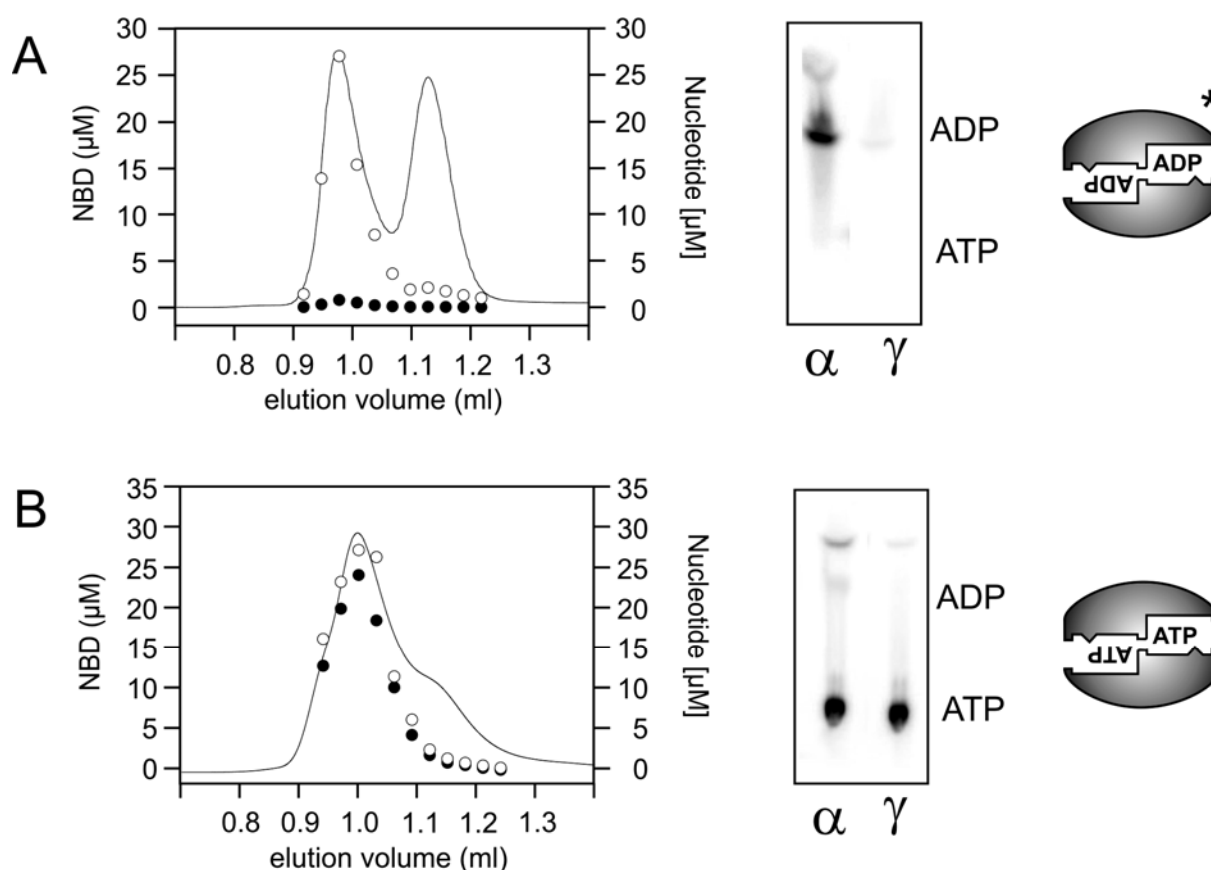 A
30
25
20
15
10
5
0
NBD (µM)
30
25
20
15
10
5
0
Nucleotide [µM]
0.8 0.9 1.0 1.1 1.2 1.3
elution volume (ml)
ADP
ATP
α γ
*
ADP
ADP
B
35
30
25
20
15
10
5
0
NBD (µM)
35
30
25
20
15
10
5
0
Nucleotide [µM]
0.8 0.9 1.0 1.1 1.2 1.3
elution volume (ml)
ADP
ATP
α γ
ATP
ATP